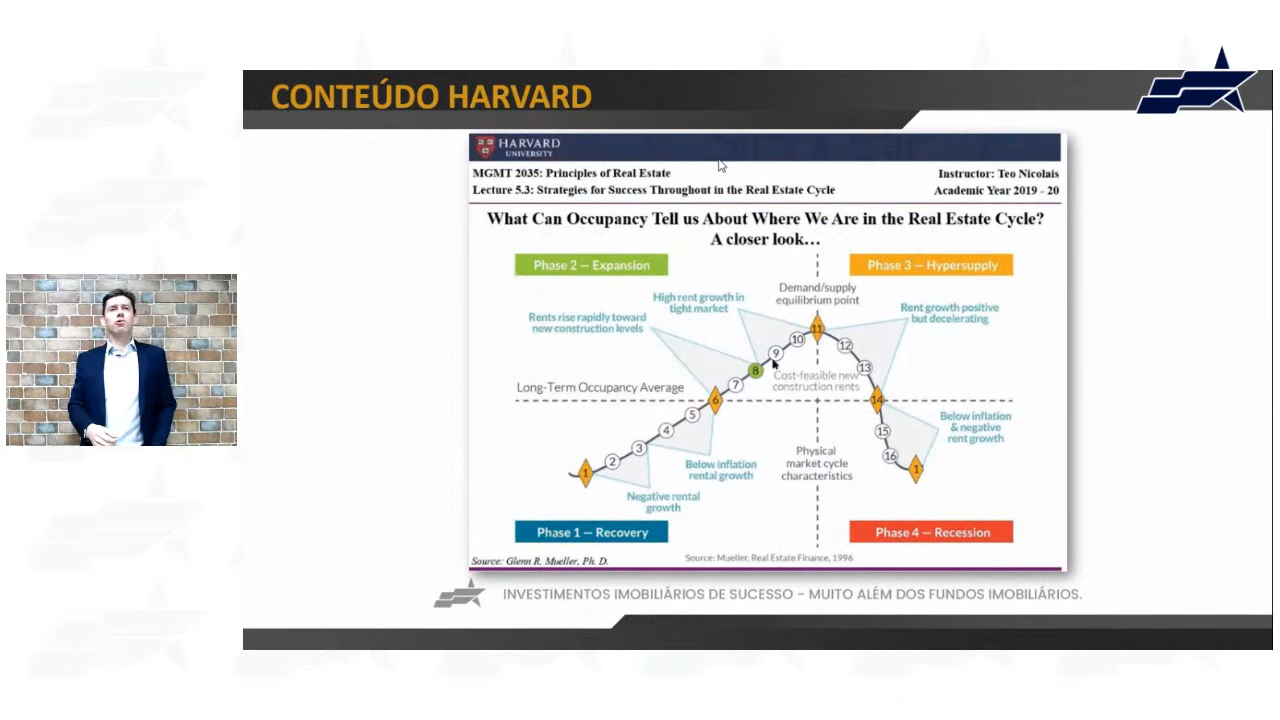 CONTEÚDO HARVARD
HARVARD
UNIVERSITY
MGMT 2035: Principles of Real Estate
Instructor: Teo Nicolais
Lecture 5.3: Strategies for Success Throughout in the Real Estate Cycle
Academic Year 2019 - 20
What Can Occupancy Tell us About Where We Are in the Real Estate Cycle?
A closer look...
Phase 2 — Expansion
Phase 3 — Hypersupply
Demand/supply
equilibrium point
High rent growth in
tight market
Rent growth positive
but decelerating
Rents rise rapidly toward
new construction levels
11
10
12
9
13
8
Cost-feasible new
construction rents
7
Long-Term Occupancy Average
6
14
5
Below inflation
& negative
rent growth
4
15
3
Physical
market cycle
characteristics
16
2
Below inflation
rental growth
1
1
Negative rental
growth
Phase 1 — Recovery
Phase 4 — Recession
Source: Glenn R. Mueller, Ph. D.
Source: Mueller, Real Estate Finance, 1996
INVESTIMENTOS IMOBILIÁRIOS DE SUCESSO - MUITO ALÉM DOS FUNDOS IMOBILIÁRIOS.